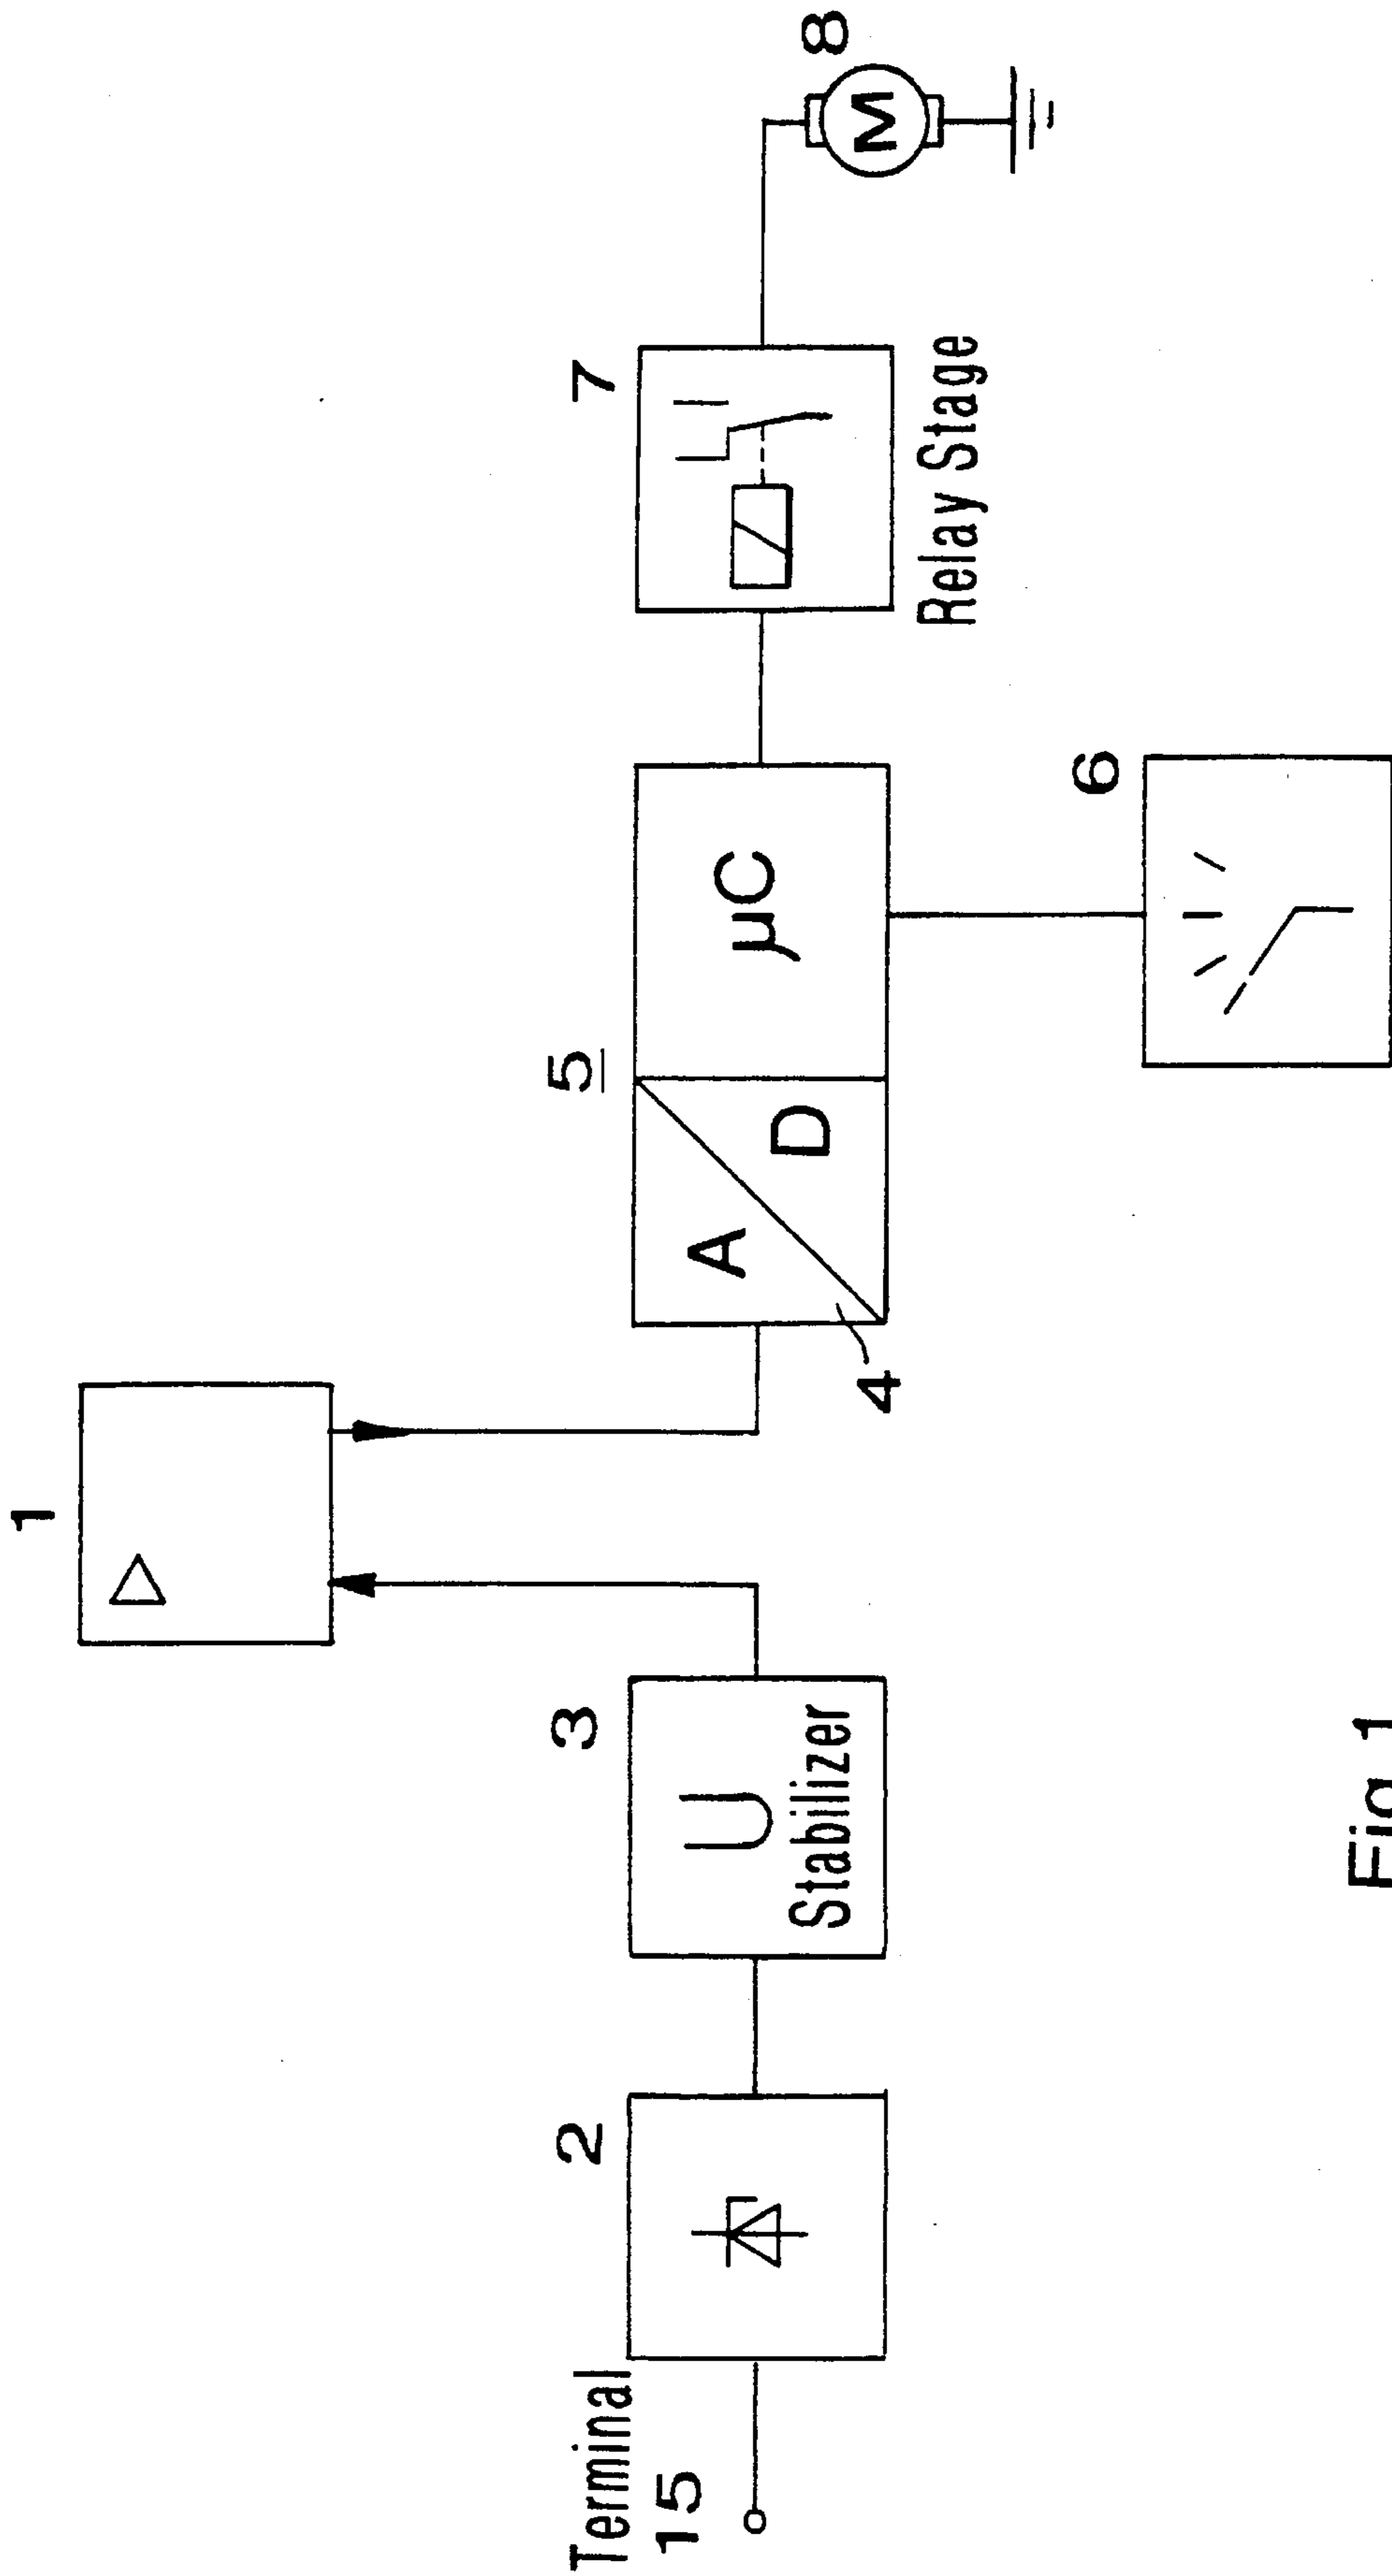 1
Terminal
15
2
3
U
Stabilizer
4
5
A
D
µC
6
7
Relay Stage
8
M
Fig. 1